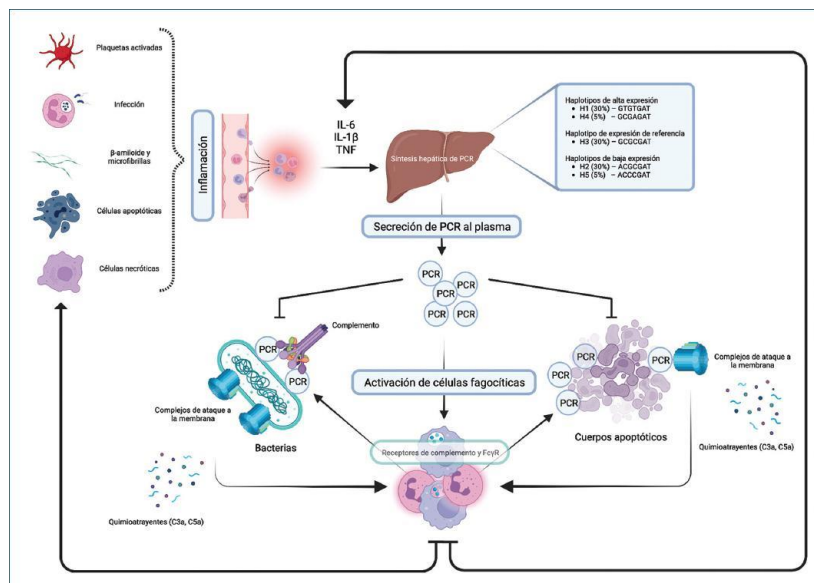 Plaquetas activadas
Infección
β-amiloide y
microfibrillas
Células apoptóticas
Células necróticas
Inflamación
IL-6
IL-1β
TNF
Síntesis hepática de PCR
Haplotipos de alta expresión
• H1 (30%) – GTGTGAT
• H4 (5%) – GCGAGAT
Haplotipo de expresión de referencia
• H3 (30%) – GCGCGAT
Haplotipos de baja expresión
• H2 (30%) – ACGCGAT
• H5 (5%) – ACCCGAT
Secreción de PCR al plasma
PCR
PCR
PCR
PCR
PCR
Complemento
PCR
PCR
Complejos de ataque a
la membrana
Bacterias
Quimioatrayentes (C3a, C5a)
Activación de células fagocíticas
Receptores de complemento y FcγR
PCR
PCR
PCR
PCR
Complejos de ataque a
la membrana
Cuerpos apoptóticos
Quimioatrayentes (C3a, C5a)